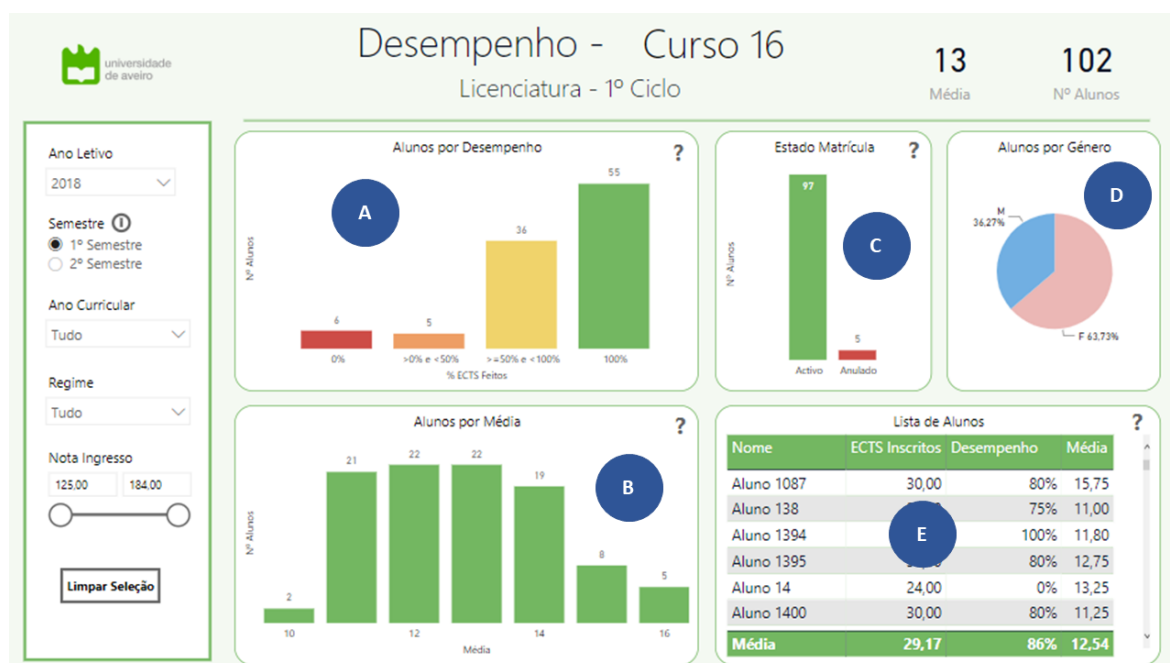 universidade
de aveiro
Desempenho - Curso 16
Licenciatura - 1º Ciclo
13
Média
102
Nº Alunos
Ano Letivo
2018
Semestre
1º Semestre
2º Semestre
Ano Curricular
Tudo
Regime
Tudo
Nota Ingresso
125,00 184,00
Limpar Seleção
Alunos por Desempenho ?
A
Nº Alunos
6 5 36 55
0% >0% e <50% >=50% e <100% 100%
% ECTS Feitos
Estado Matrícula ?
C
Nº Alunos
97 5
Activo Anulado
Alunos por Género
D
M
36,27%
F 63,73%
Alunos por Média ?
B
Nº Alunos
2 21 22 22 19 8 5
10 12 14 16
Média
Lista de Alunos ?
Nome ECTS Inscritos Desempenho Média
Aluno 1087 30,00 80% 15,75
Aluno 138 75% 11,00
Aluno 1394 100% 11,80
E
Aluno 1395 80% 12,75
Aluno 14 24,00 0% 13,25
Aluno 1400 30,00 80% 11,25
Média 29,17 86% 12,54